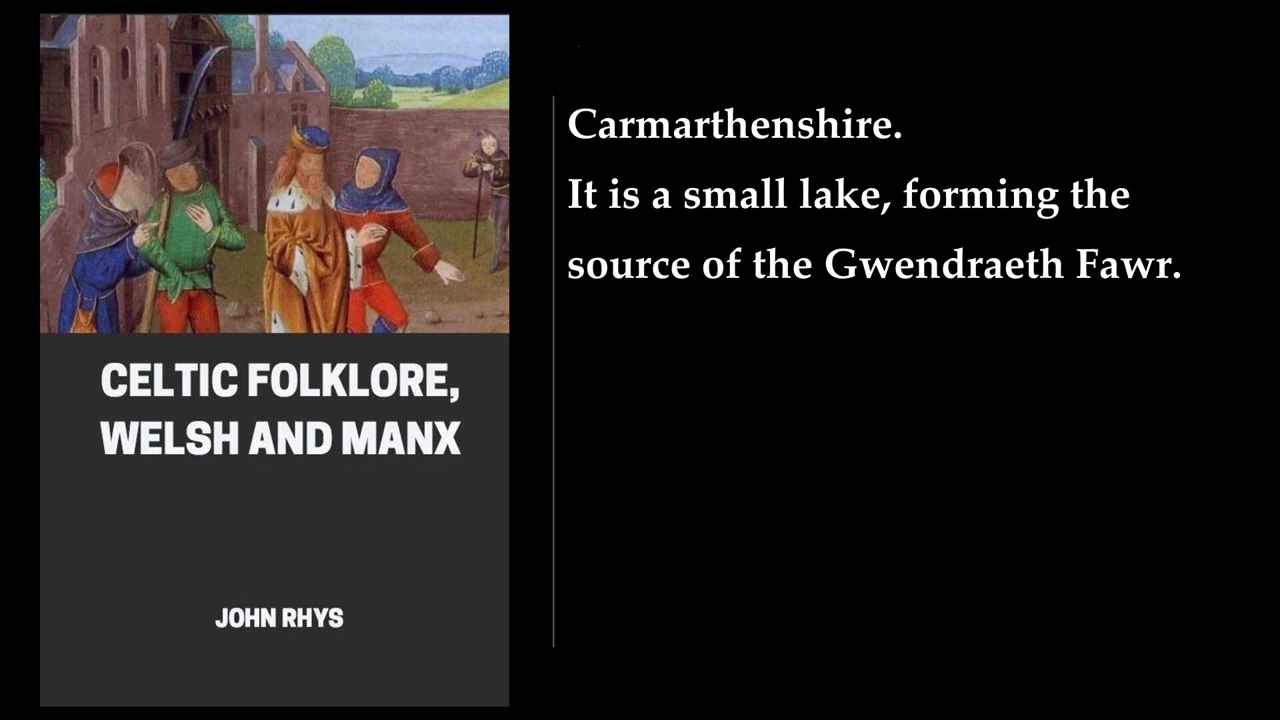 CELTIC FOLKLORE,
WELSH AND MANX
JOHN RHYS
Carmarthenshire.
It is a small lake, forming the
source of the Gwendraeth Fawr.